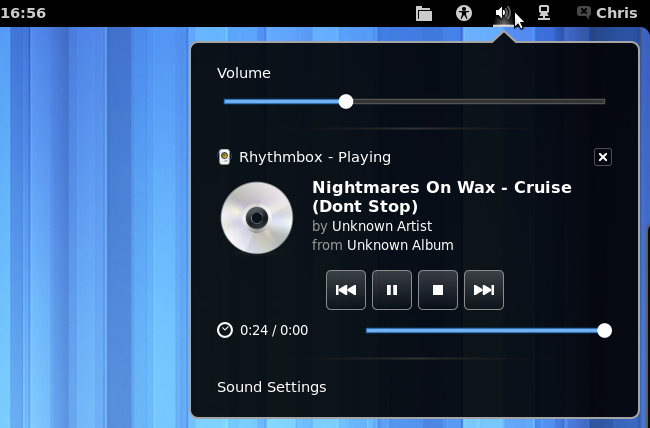 16:56
Chris
Volume
Rhythmbox - Playing
Nightmares On Wax - Cruise
(Dont Stop)
by Unknown Artist
from Unknown Album
0:24 / 0:00
Sound Settings